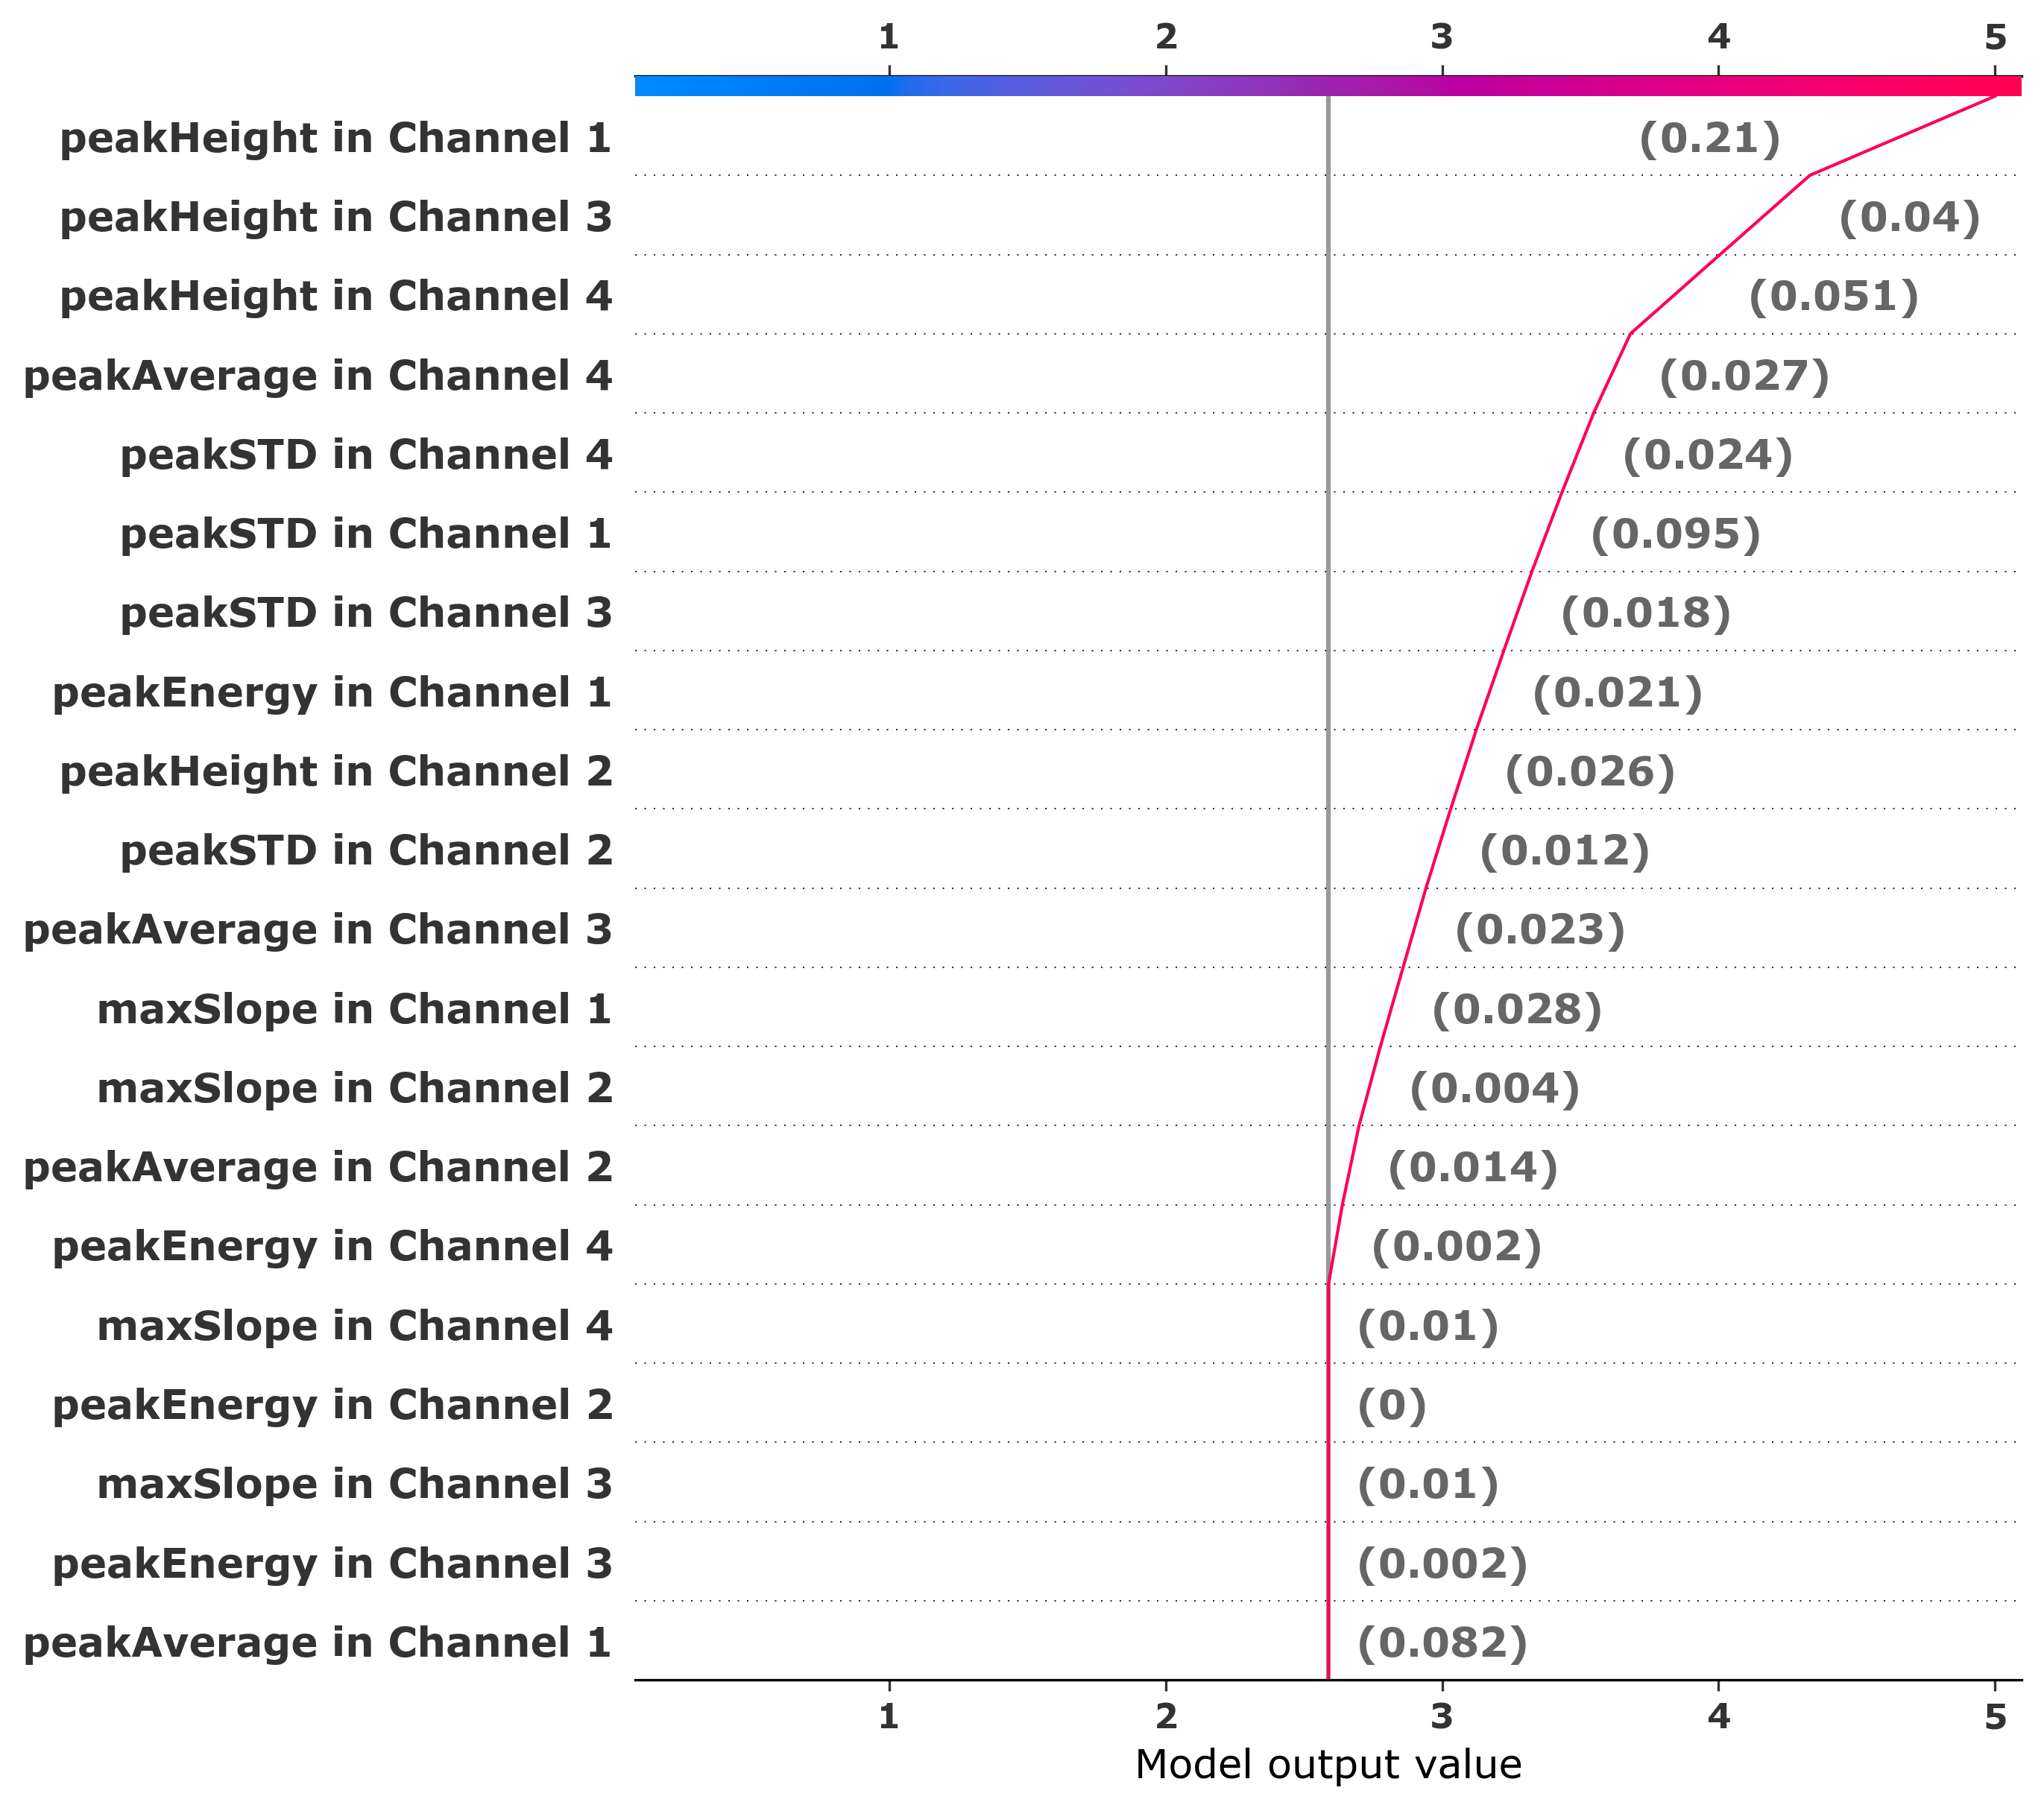 1 2 3 4 5
peakHeight in Channel 1 (0.21)
peakHeight in Channel 3 (0.04)
peakHeight in Channel 4 (0.051)
peakAverage in Channel 4 (0.027)
peakSTD in Channel 4 (0.024)
peakSTD in Channel 1 (0.095)
peakSTD in Channel 3 (0.018)
peakEnergy in Channel 1 (0.021)
peakHeight in Channel 2 (0.026)
peakSTD in Channel 2 (0.012)
peakAverage in Channel 3 (0.023)
maxSlope in Channel 1 (0.028)
maxSlope in Channel 2 (0.004)
peakAverage in Channel 2 (0.014)
peakEnergy in Channel 4 (0.002)
maxSlope in Channel 4 (0.01)
peakEnergy in Channel 2 (0)
maxSlope in Channel 3 (0.01)
peakEnergy in Channel 3 (0.002)
peakAverage in Channel 1 (0.082)
1 2 3 4 5
Model output value